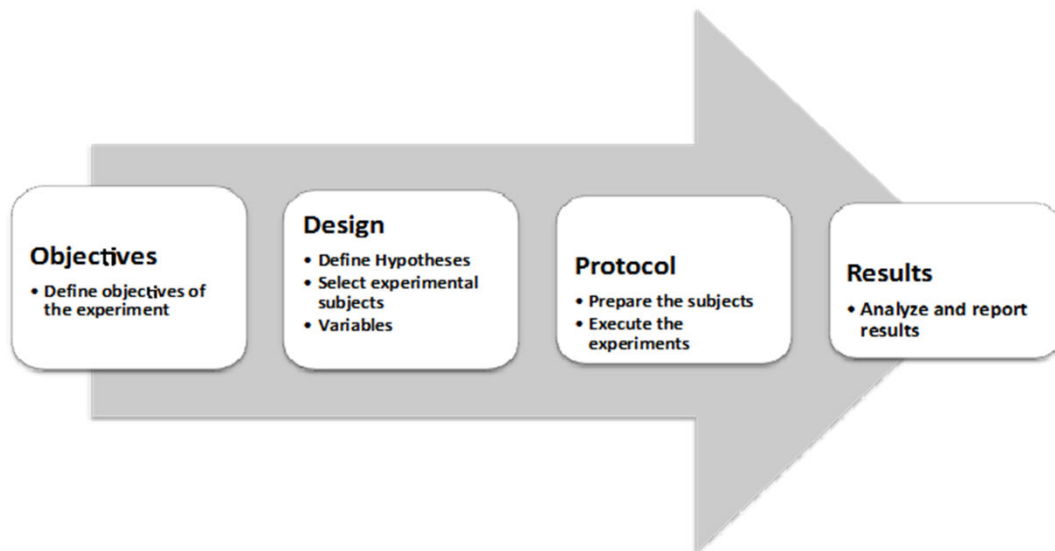 Objectives
• Define objectives of
the experiment
Design
• Define Hypotheses
• Select experimental
subjects
• Variables
Protocol
• Prepare the subjects
• Execute the
experiments
Results
• Analyze and report
results